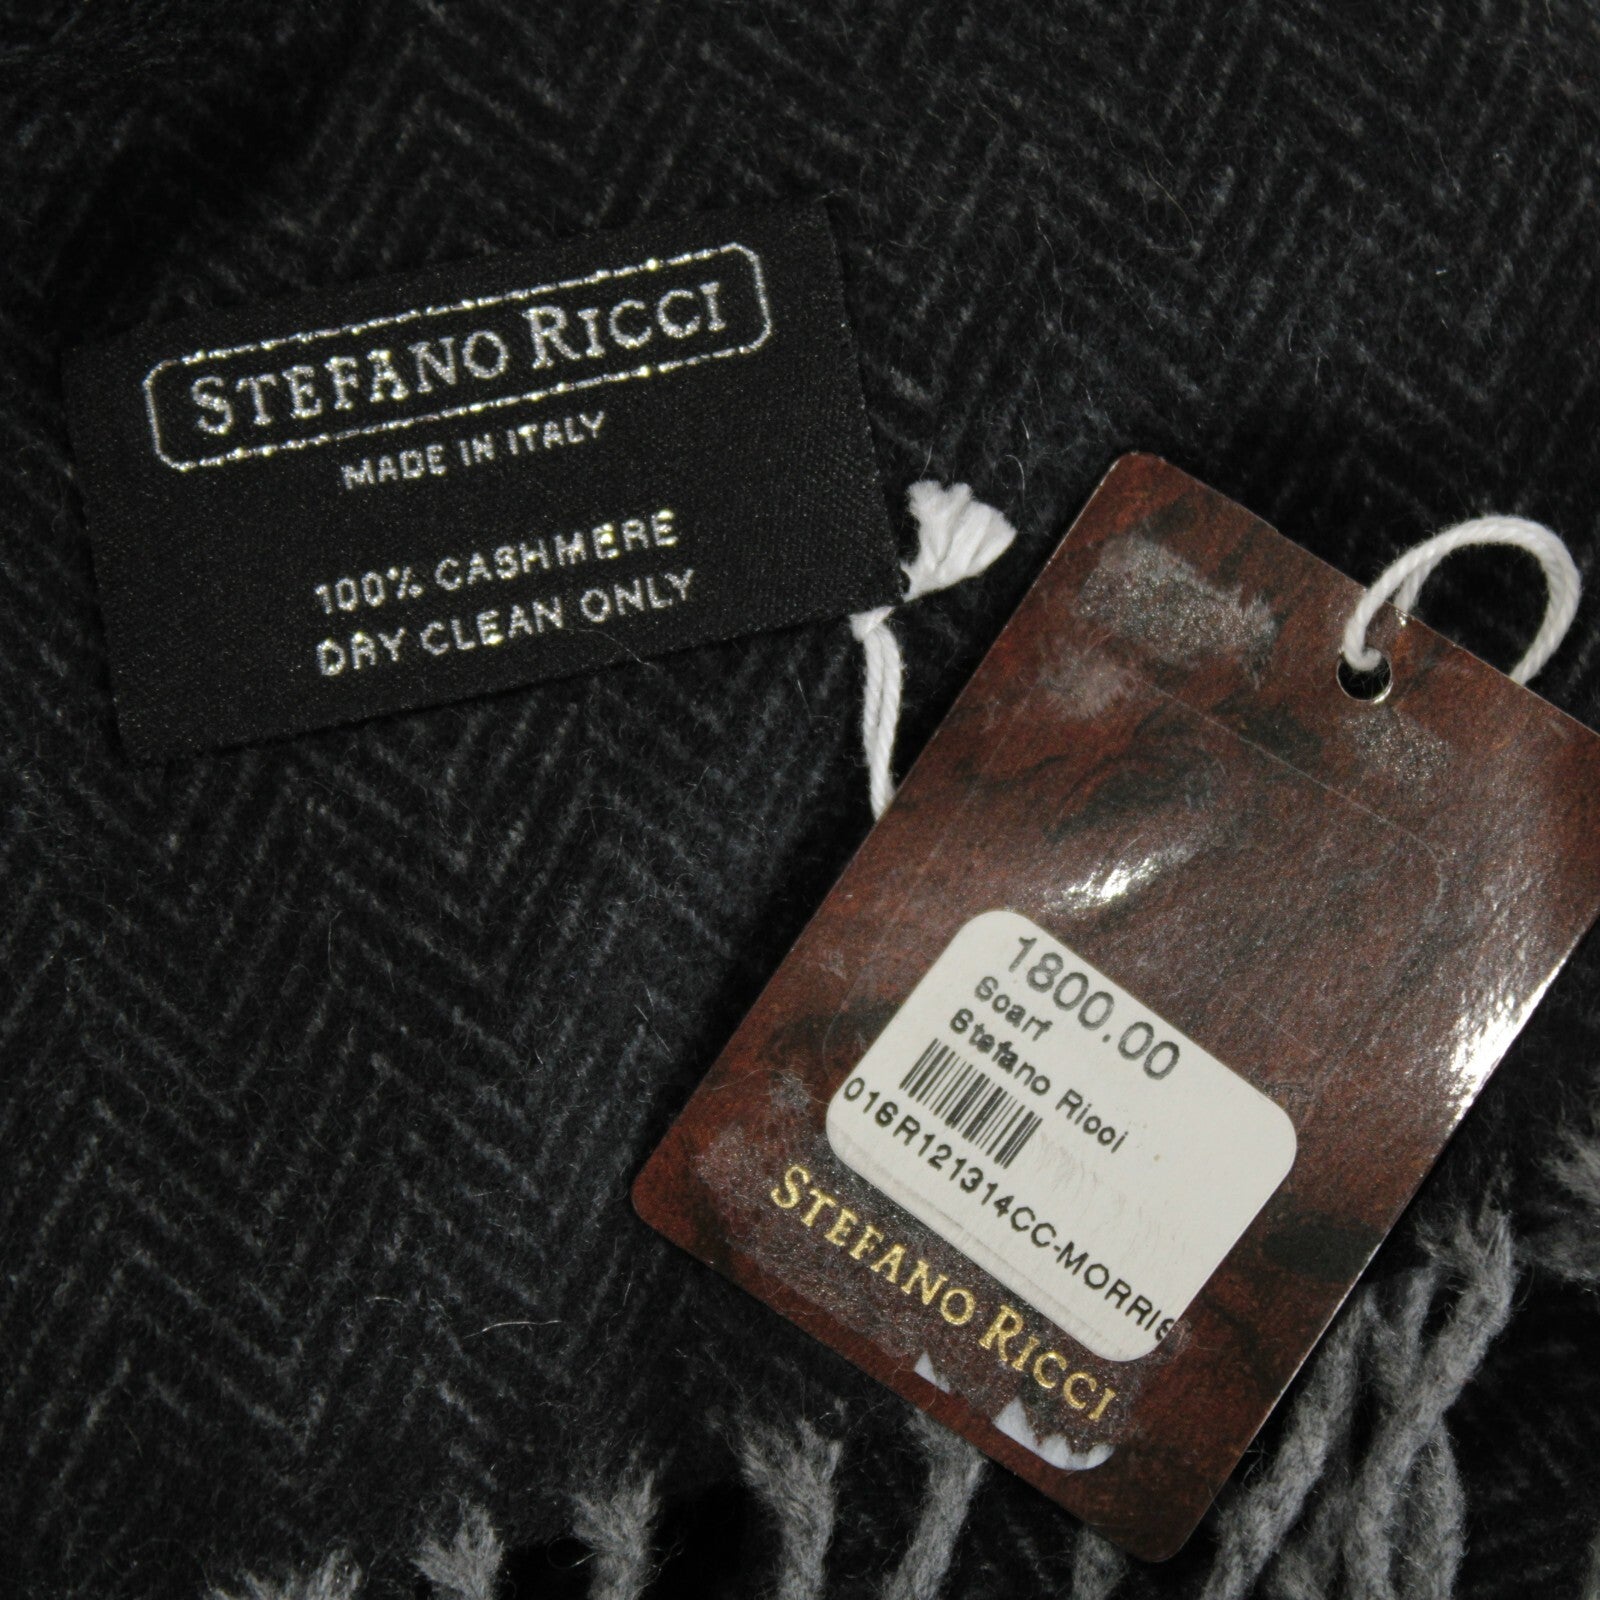 STEFANO RICCI
MADE IN ITALY
100% CASHMERE
DRY CLEAN ONLY
1800.00
Scarf
Stefano Ricci
01SR121314CC-MORRIS
STEFANO RICCI